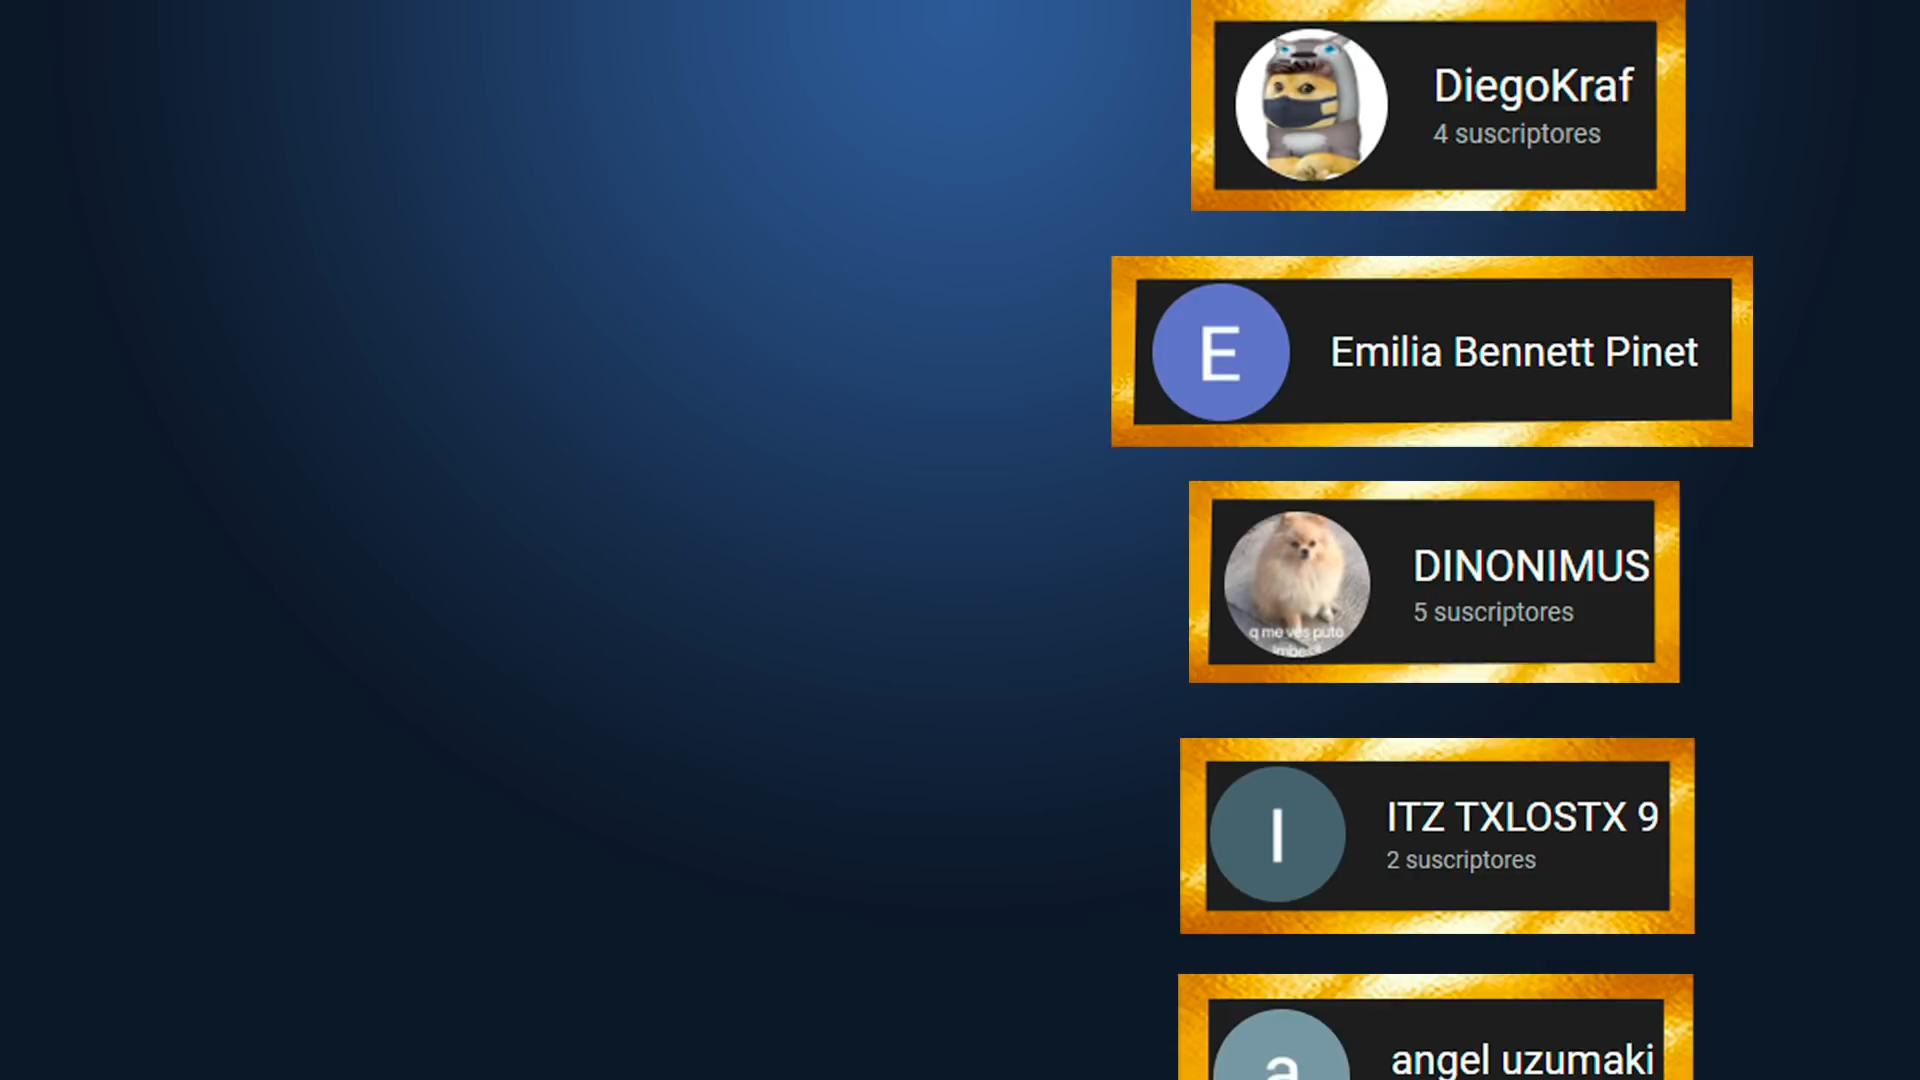 DiegoKraf
4 suscriptores
E
Emilia Bennett Pinet
DINONIMUS
5 suscriptores
q me ves puto
imbecil
I
ITZ TXLOSTX 9
2 suscriptores
a
angel uzumaki